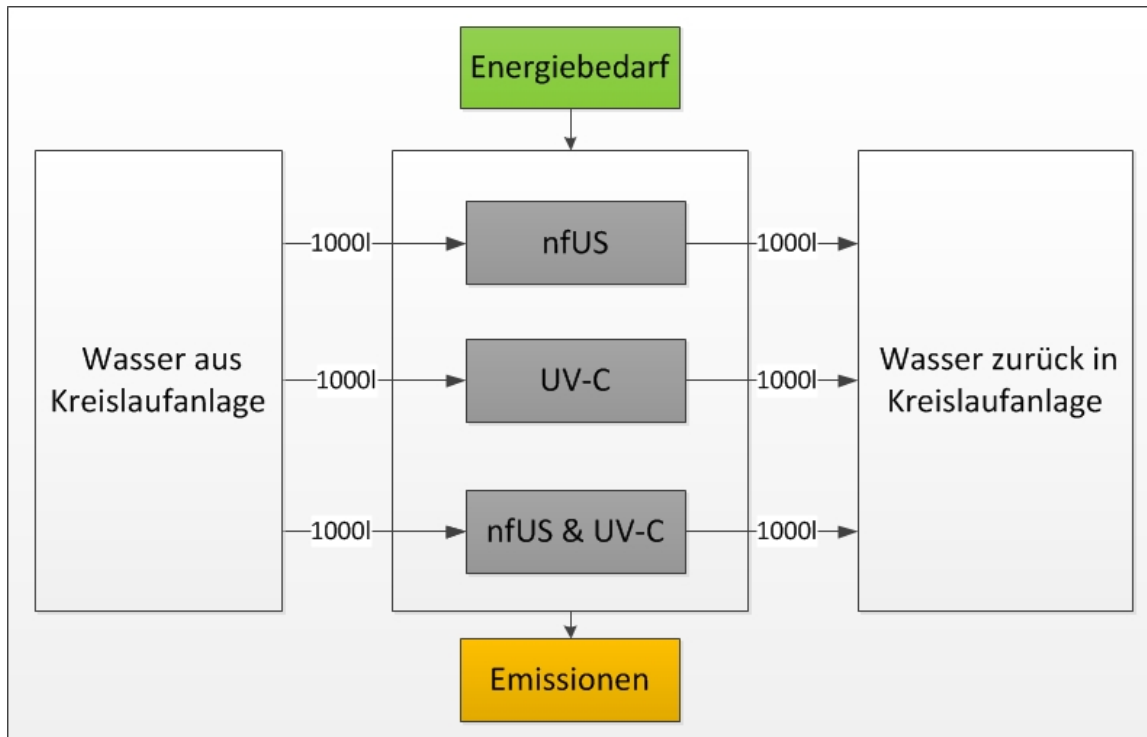 Energiebedarf
Wasser aus
Kreislaufanlage
1000l
nfUS
1000l
1000l
UV-C
1000l
1000l
nfUS & UV-C
1000l
Wasser zurück in
Kreislaufanlage
Emissionen